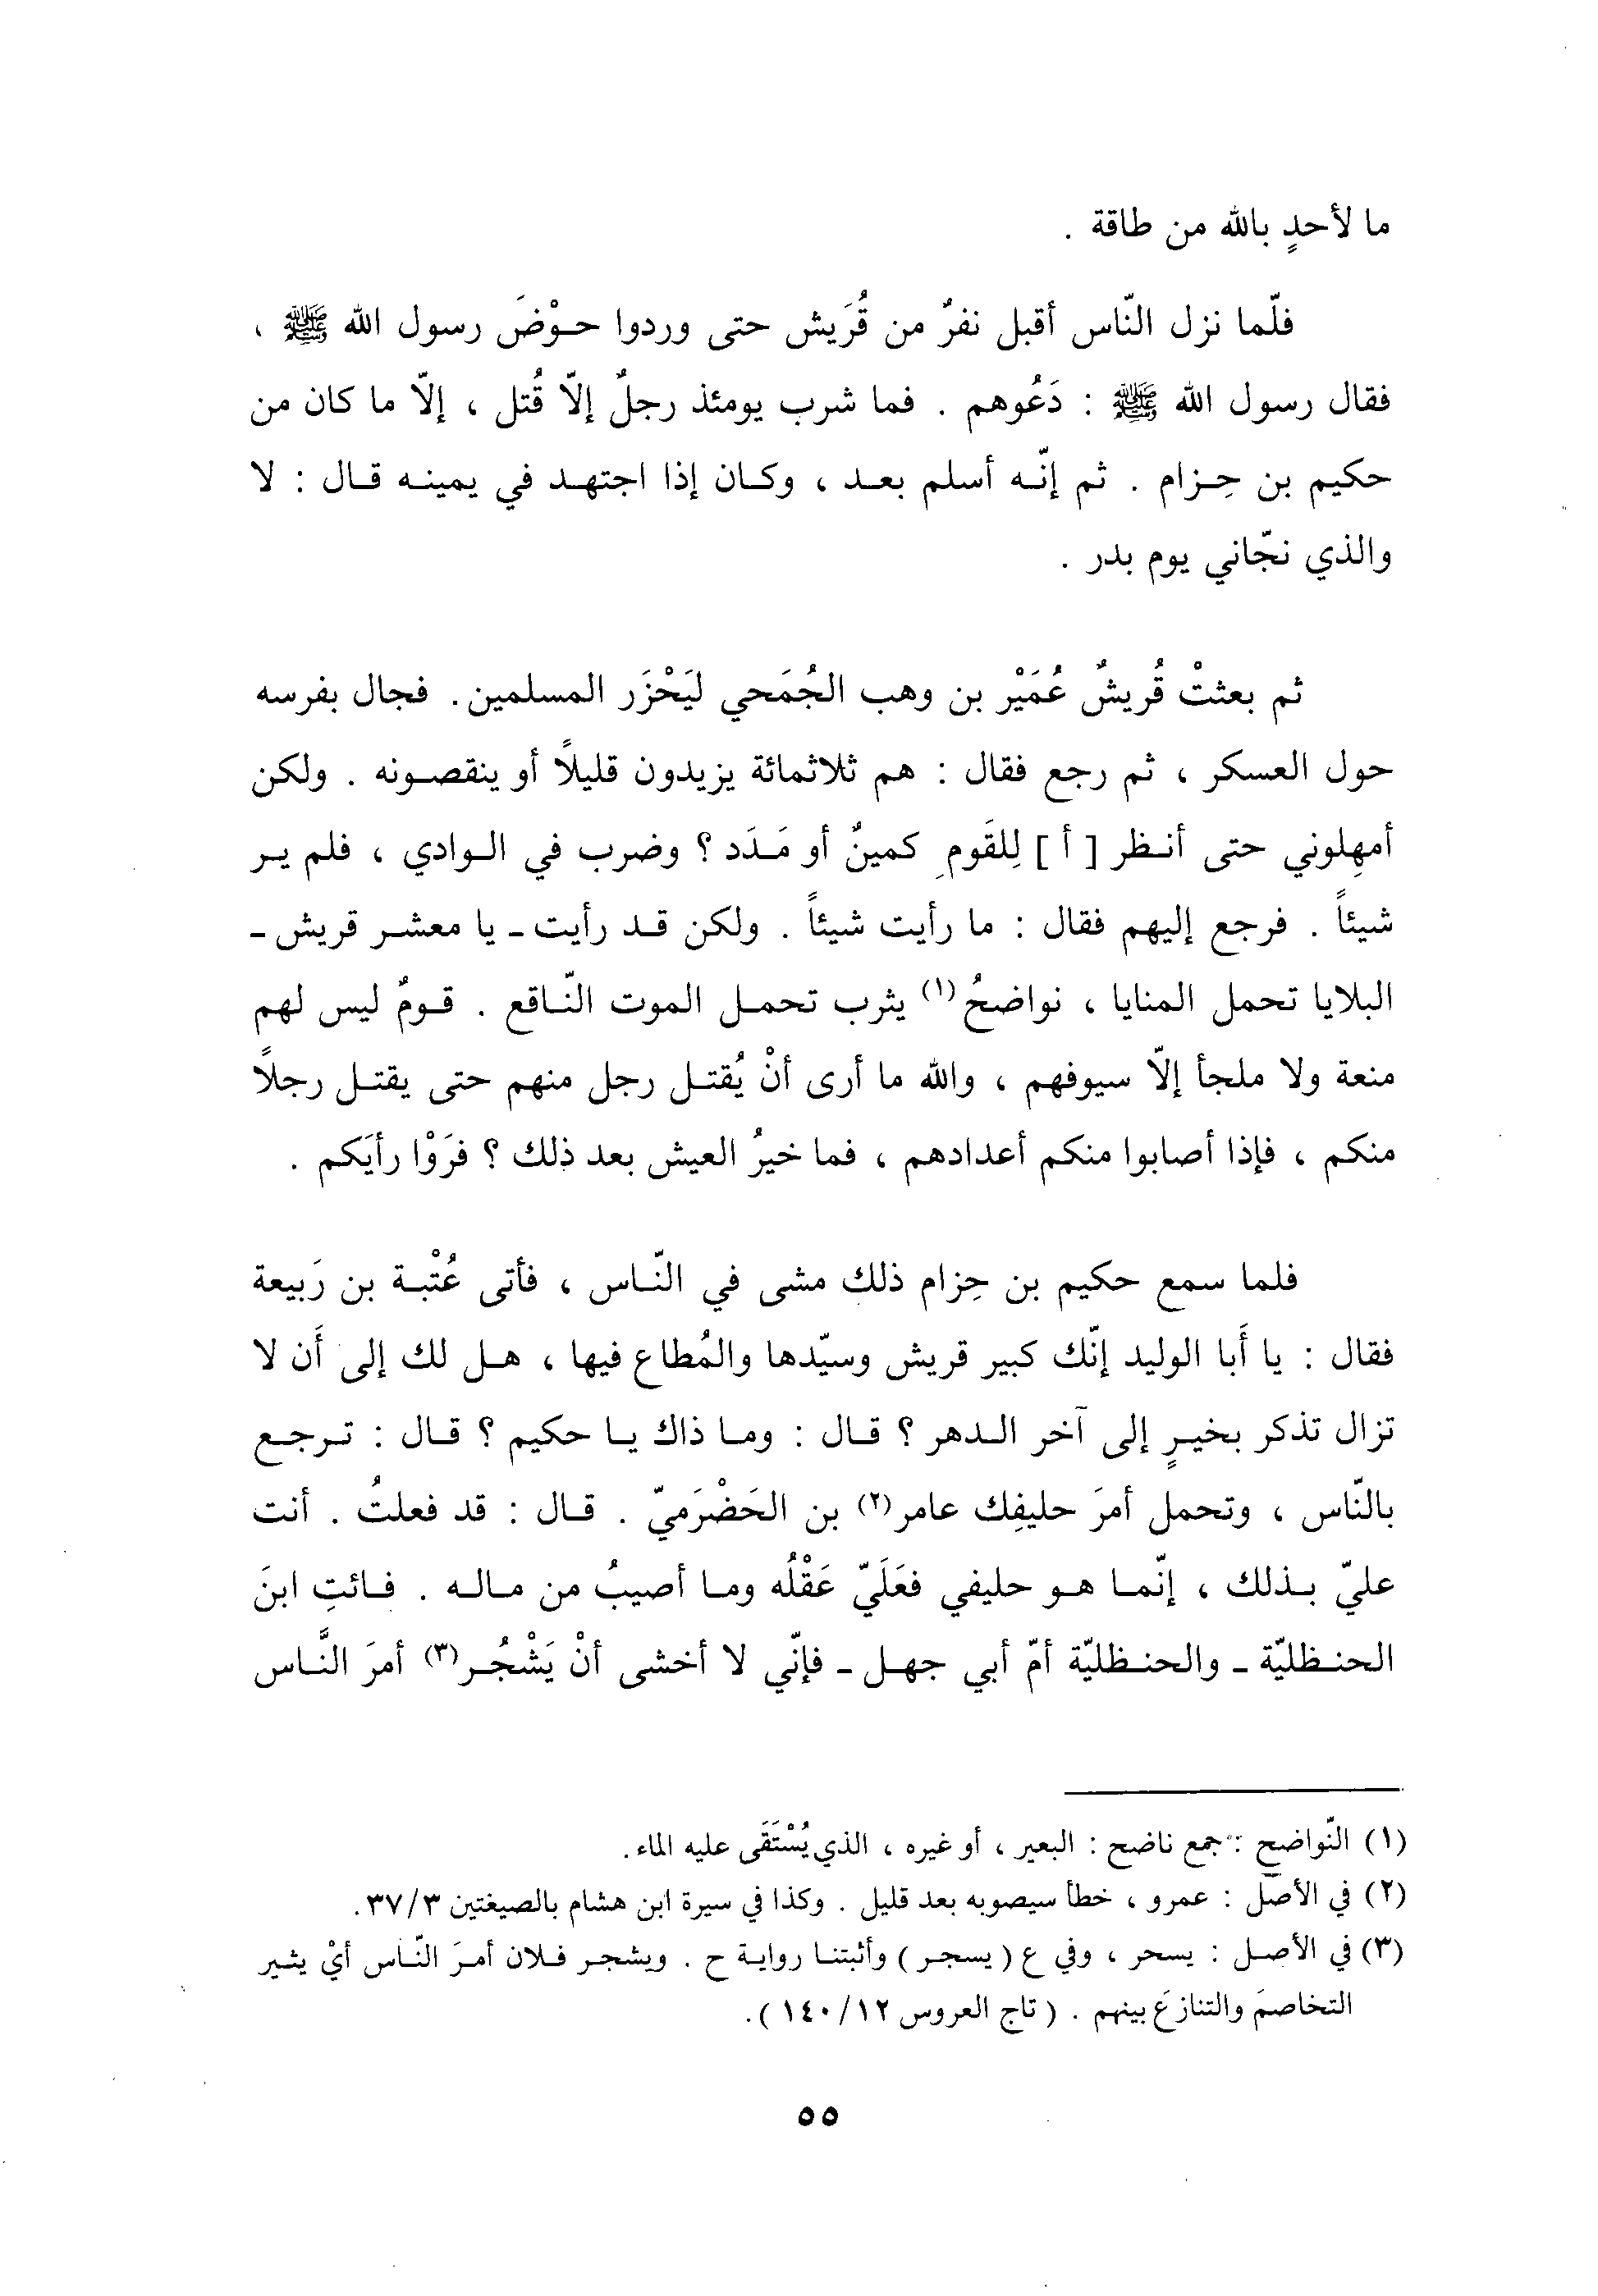 ما لأحدٍ بالله من طاقة .
فلّما نزل النّاس أقبل نفرٌ من قُرَيش حتى وردوا حـوْضَ رسول الله ﷺ ،
فقال رسول الله ﷺ : دَعُوهم . فما شرب يومئذ رجلٌ إلّا قُتل ، إلّا ما كان من
حكيم بن حِـزام . ثم إنّـه أسلم بعـد ، وكـان إذا اجتهـد في يمينـه قـال : لا
والذي نجّاني يوم بدر .
ثم بعثتْ قُريشٌ عُمَيْر بن وهب الجُمَحي ليَحْزَر المسلمين. فجال بفرسه
حول العسكر ، ثم رجع فقال : هم ثلاثمائة يزيدون قليلاً أو ينقصـونه . ولكن
أمهِلوني حتى أنـظر [ أ ] لِلقَومِ كمينٌ أو مَـدَد ؟ وضرب في الـوادي ، فلم يـر
شيئاً . فرجع إليهم فقال : ما رأيت شيئاً . ولكن قـد رأيت ـ يا معشـر قريش ـ
البلايا تحمل المنايا ، نواضحُ (١) يثرب تحمـل الموت النّـاقع . قـومٌ ليس لهم
منعة ولا ملجأ إلّا سيوفهم ، والله ما أرى أنْ يُقتـل رجل منهم حتى يقتـل رجلاً
منكم ، فإذا أصابوا منكم أعدادهم ، فما خيرُ العيش بعد ذلك ؟ فرَوْا رأيَكم .
فلما سمع حكيم بن حِزام ذلك مشى في النّـاس ، فأتى عُتْبـة بن رَبيعة
فقال : يا أَبا الوليد إنّك كبير قريش وسيّدها والمُطاع فيها ، هـل لك إلى أَن لا
تزال تذكر بخيـرٍ إلى آخر الـدهر ؟ قـال : ومـا ذاك يـا حكيم ؟ قـال : تـرجـع
بالنّاس ، وتحمل أمرَ حليفِك عامر (٢) بن الحَضْرَميّ . قـال : قد فعلتُ . أنت
عليّ بـذلك ، إنّمـا هـو حليفي فعَلَيّ عَقْلُه ومـا أصيبُ من مـالـه . فـائتِ ابنَ
الحنـظليّة ـ والحنـظليّة أمّ أبي جهـل ـ فإنّي لا أخشى أنْ يَشْجُـر (٣) أمرَ النَّـاس
(١) النّواضح : جمع ناضح : البعير ، أو غيره ، الذي يُسْتَقَى عليه الماء .
(٢) في الأصل : عمرو ، خطأ سيصوبه بعد قليل . وكذا في سيرة ابن هشام بالصيغتين ٣٧/٣ .
(٣) في الأصـل : يسحر ، وفي ع ( يسجـر ) وأثبتنـا روايـة ح . ويشجـر فـلان أمـرَ النّـاس أيْ يثـير
التخاصمَ والتنازعَ بينهم . ( تاج العروس ١٤٠/١٢ ) .
٥٥